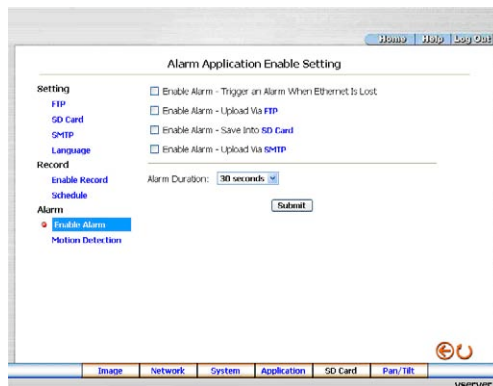 Home Help Log Out
Alarm Application Enable Setting
Setting
FTP
SD Card
SMTP
Language
Record
Enable Record
Schedule
Alarm
Enable Alarm
Motion Detection
Enable Alarm - Trigger an Alarm When Ethernet Is Lost
Enable Alarm - Upload Via FTP
Enable Alarm - Save Into SD Card
Enable Alarm - Upload Via SMTP
Alarm Duration: 30 seconds
Submit
Image Network System Application SD Card Pan/Tilt
vserver